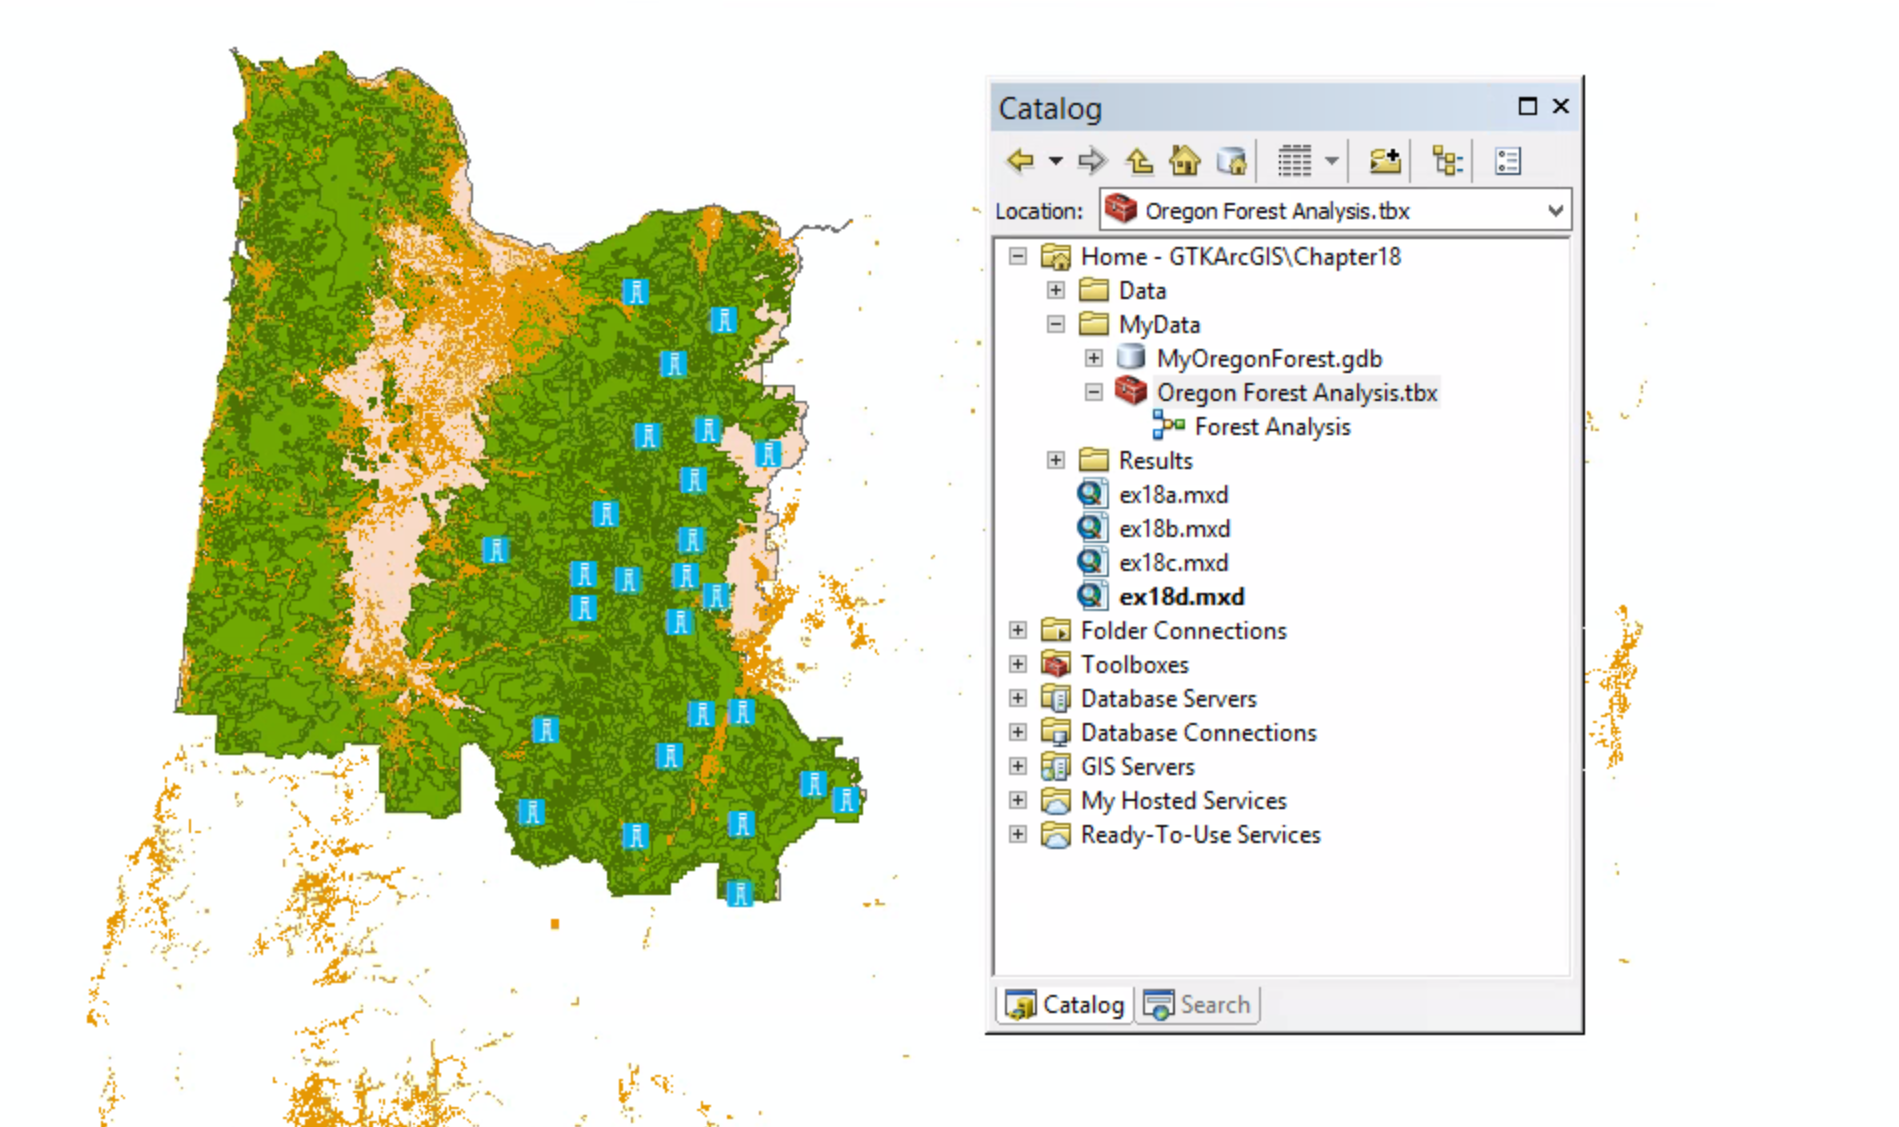 Catalog
Location: Oregon Forest Analysis.tbx
Home - GTKArcGIS\Chapter18
Data
MyData
MyOregonForest.gdb
Oregon Forest Analysis.tbx
Forest Analysis
Results
ex18a.mxd
ex18b.mxd
ex18c.mxd
ex18d.mxd
Folder Connections
Toolboxes
Database Servers
Database Connections
GIS Servers
My Hosted Services
Ready-To-Use Services
Catalog Search